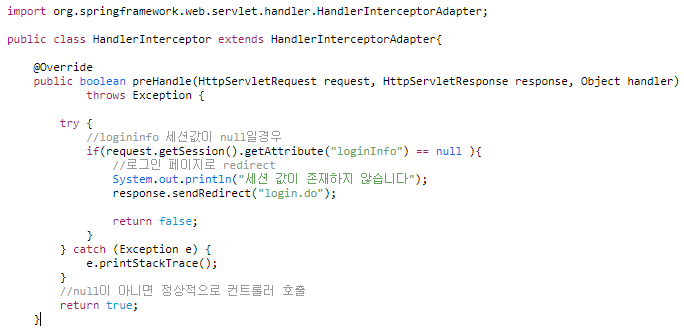 import org.springframework.web.servlet.handler.HandlerInterceptorAdapter;
public class HandlerInterceptor extends HandlerInterceptorAdapter{
@Override
public boolean preHandle(HttpServletRequest request, HttpServletResponse response, Object handler)
throws Exception {
try {
//logininfo 세션값이 null일경우
if(request.getSession().getAttribute("loginInfo") == null ){
//로그인 페이지로 redirect
System.out.println("세션 값이 존재하지 않습니다");
response.sendRedirect("login.do");
return false;
}
} catch (Exception e) {
e.printStackTrace();
}
//null이 아니면 정상적으로 컨트롤러 호출
return true;
}